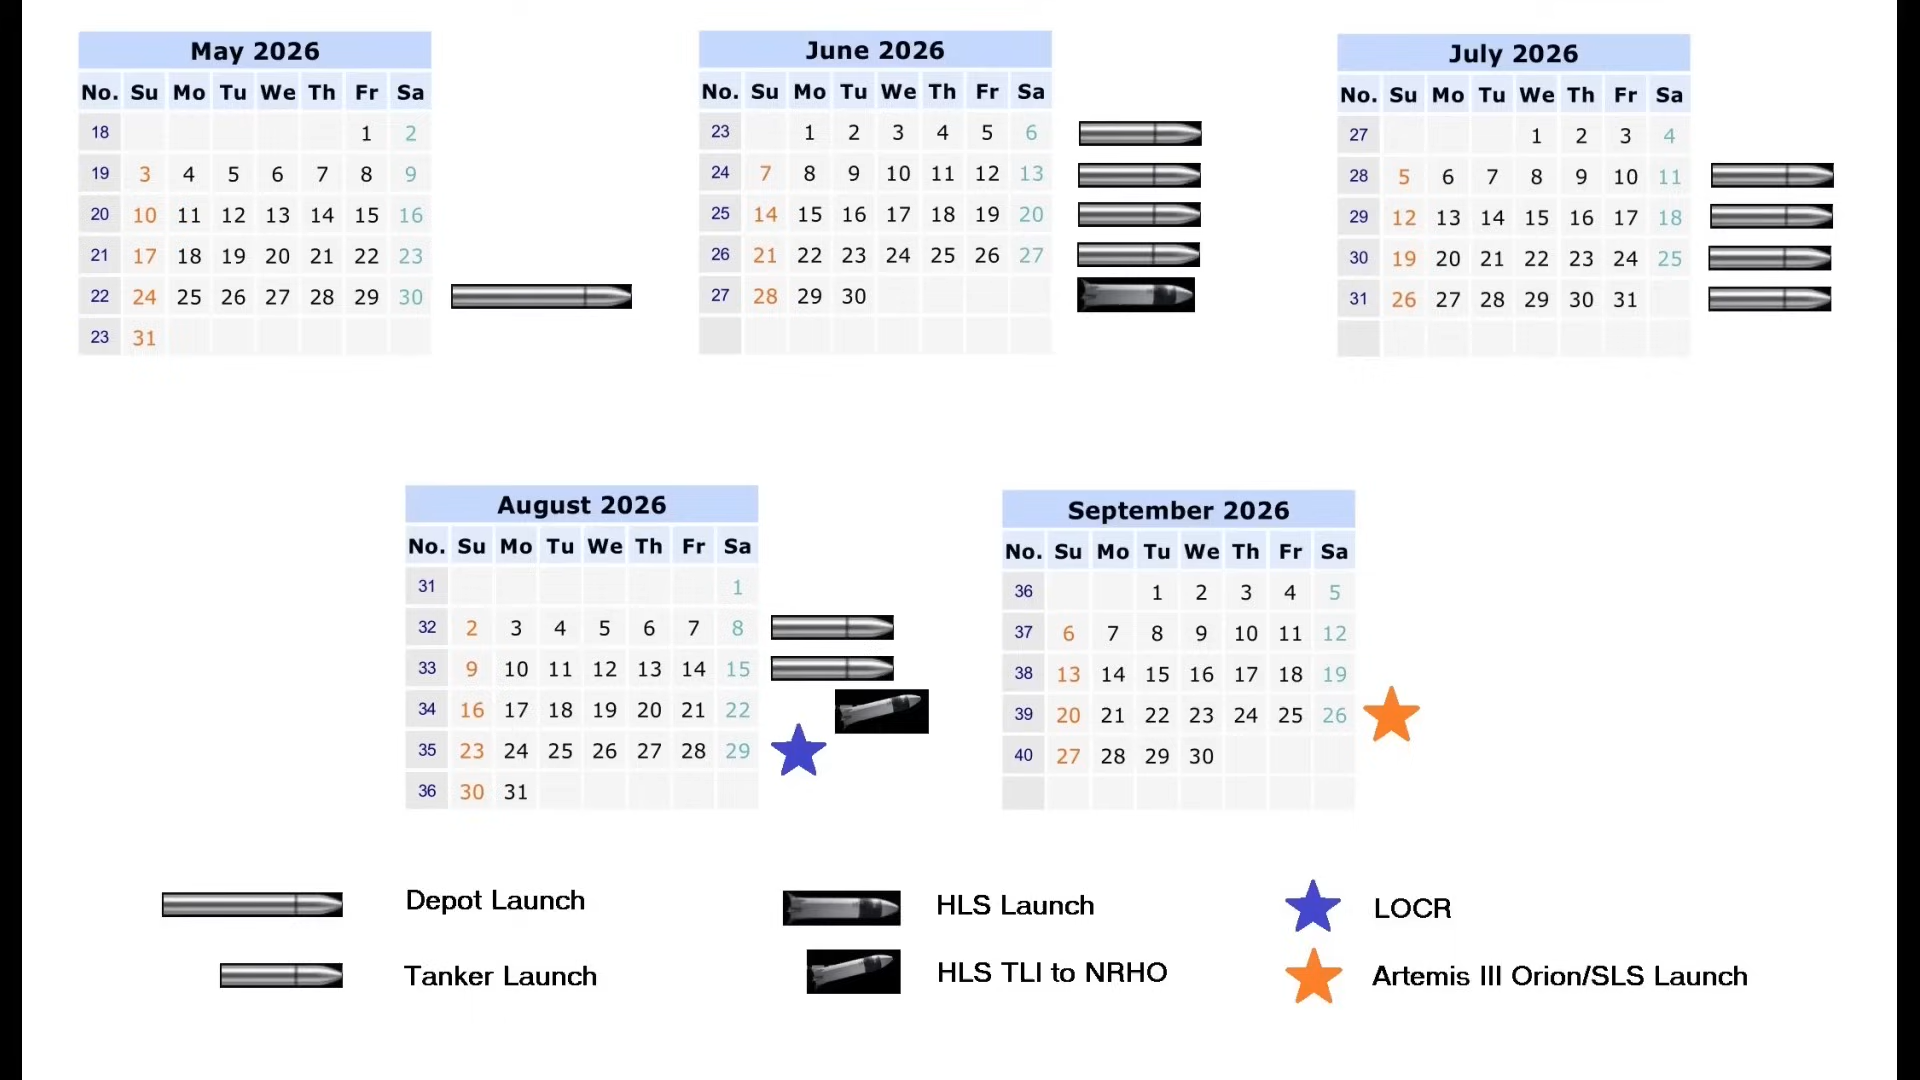 May 2026
No. Su Mo Tu We Th Fr Sa
18 1 2
19 3 4 5 6 7 8 9
20 10 11 12 13 14 15 16
21 17 18 19 20 21 22 23
22 24 25 26 27 28 29 30
23 31
June 2026
No. Su Mo Tu We Th Fr Sa
23 1 2 3 4 5 6
24 7 8 9 10 11 12 13
25 14 15 16 17 18 19 20
26 21 22 23 24 25 26 27
27 28 29 30
July 2026
No. Su Mo Tu We Th Fr Sa
27 1 2 3 4
28 5 6 7 8 9 10 11
29 12 13 14 15 16 17 18
30 19 20 21 22 23 24 25
31 26 27 28 29 30 31
August 2026
No. Su Mo Tu We Th Fr Sa
31 1
32 2 3 4 5 6 7 8
33 9 10 11 12 13 14 15
34 16 17 18 19 20 21 22
35 23 24 25 26 27 28 29
36 30 31
September 2026
No. Su Mo Tu We Th Fr Sa
36 1 2 3 4 5
37 6 7 8 9 10 11 12
38 13 14 15 16 17 18 19
39 20 21 22 23 24 25 26
40 27 28 29 30
Depot Launch
Tanker Launch
HLS Launch
HLS TLI to NRHO
LOCR
Artemis III Orion/SLS Launch